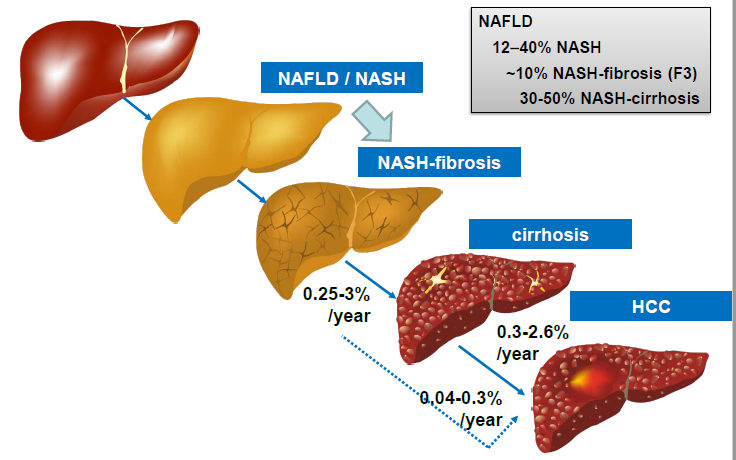 NAFLD
12–40% NASH
~10% NASH-fibrosis (F3)
30-50% NASH-cirrhosis
NAFLD / NASH
NASH-fibrosis
cirrhosis
0.25-3%
/year
HCC
0.3-2.6%
/year
0,04-0.3%
/year